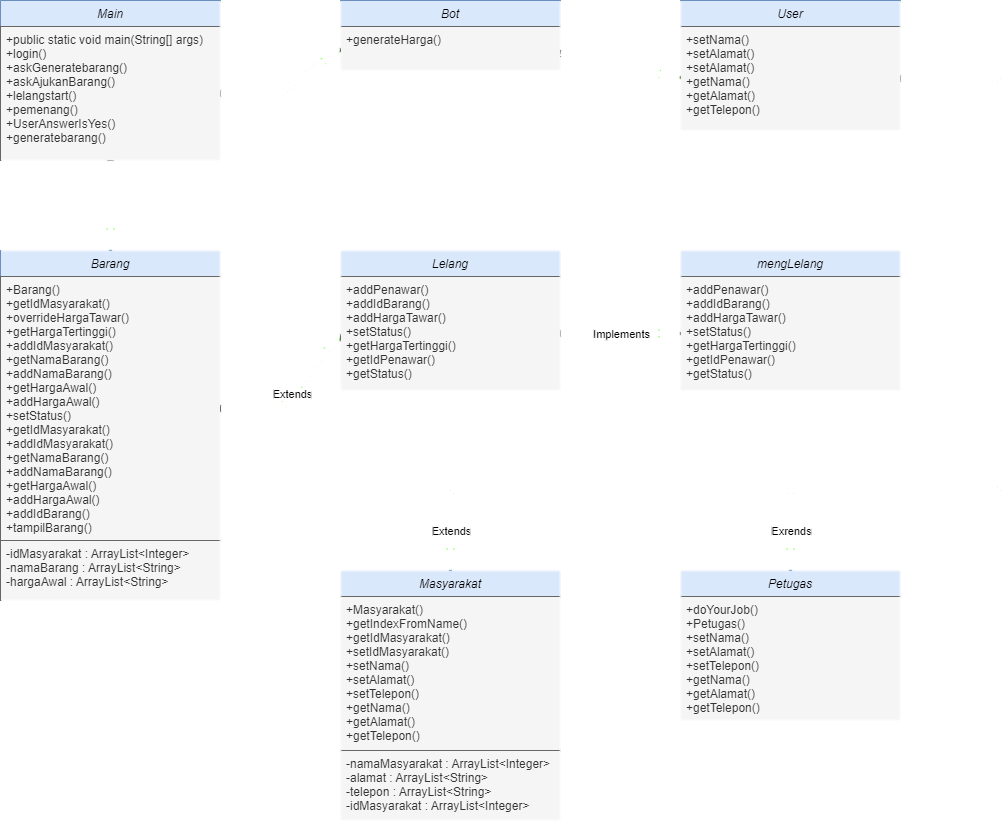 Main
+public static void main(String[] args)
+login()
+askGeneratebarang()
+askAjukanBarang()
+lelangstart()
+pemenang()
+UserAnswerIsYes()
+generatebarang()
Bot
+generateHarga()
User
+setNama()
+setAlamat()
+setAlamat()
+getNama()
+getAlamat()
+getTelepon()
Barang
+Barang()
+getIdMasyarakat()
+overrideHargaTawar()
+getHargaTertinggi()
+addIdMasyarakat()
+getNamaBarang()
+addNamaBarang()
+getHargaAwal()
+addHargaAwal()
+setStatus()
+getIdMasyarakat()
+addIdMasyarakat()
+getNamaBarang()
+addNamaBarang()
+getHargaAwal()
+addHargaAwal()
+addIdBarang()
+tampilBarang()
-idMasyarakat : ArrayList<Integer>
-namaBarang : ArrayList<String>
-hargaAwal : ArrayList<String>
Extends
Lelang
+addPenawar()
+addIdBarang()
+addHargaTawar()
+setStatus()
+getHargaTertinggi()
+getIdPenawar()
+getStatus()
Implements
mengLelang
+addPenawar()
+addIdBarang()
+addHargaTawar()
+setStatus()
+getHargaTertinggi()
+getIdPenawar()
+getStatus()
Extends
Masyarakat
+Masyarakat()
+getIndexFromName()
+getIdMasyarakat()
+setIdMasyarakat()
+setNama()
+setAlamat()
+setTelepon()
+getNama()
+getAlamat()
+getTelepon()
-namaMasyarakat : ArrayList<Integer>
-alamat : ArrayList<String>
-telepon : ArrayList<String>
-idMasyarakat : ArrayList<Integer>
Exrends
Petugas
+doYourJob()
+Petugas()
+setNama()
+setAlamat()
+setTelepon()
+getNama()
+getAlamat()
+getTelepon()